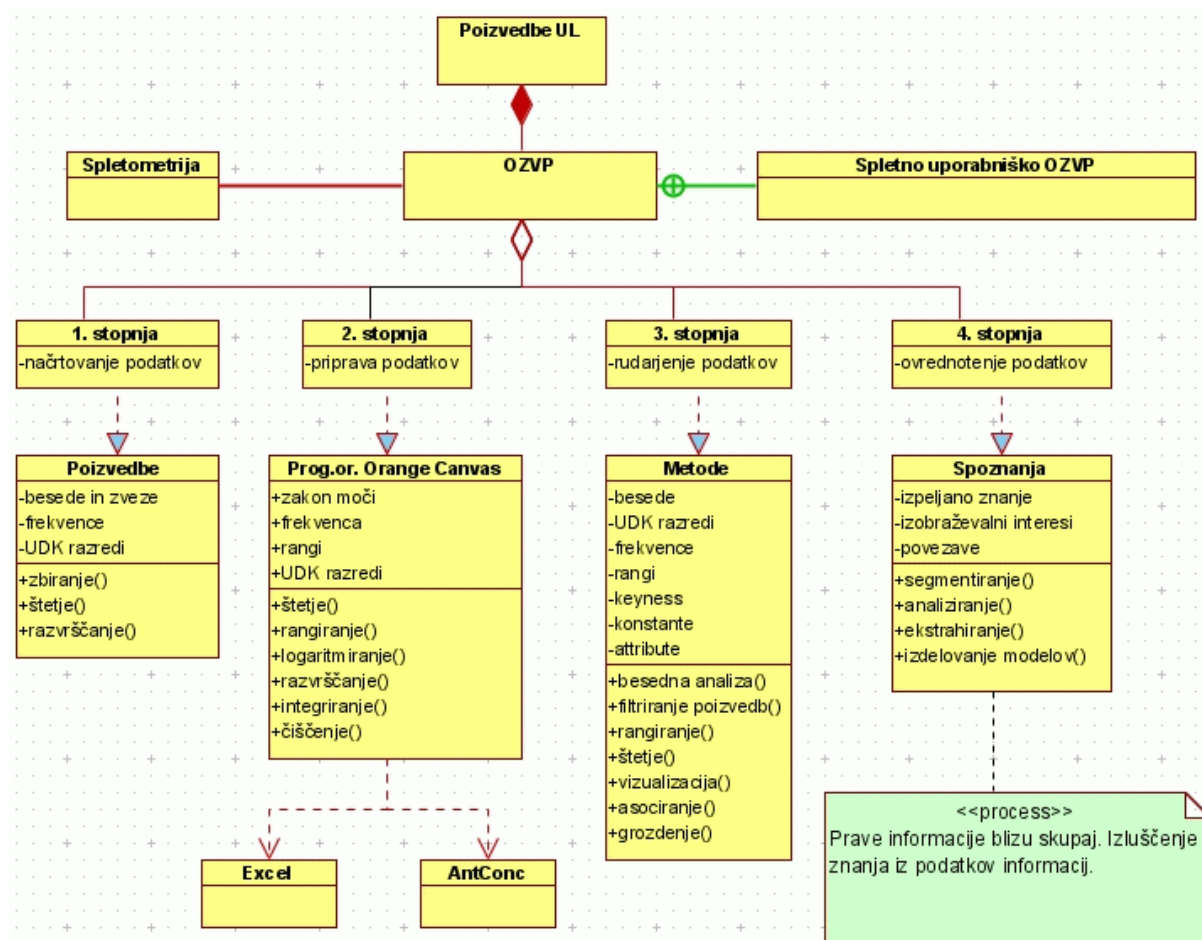 Poizvedbe UL
Spletometrija
OZVP
Spletno uporabniško OZVP
1. stopnja
-načrtovanje podatkov
2. stopnja
-priprava podatkov
3. stopnja
-rudarjenje podatkov
4. stopnja
-ovrednotenje podatkov
Poizvedbe
-besede in zveze
-frekvence
-UDK razredi
+zbiranje()
+štetje()
+razvrščanje()
Prog.or. Orange Canvas
+zakon moči
+frekvenca
+rangi
+UDK razredi
+štetje()
+rangiranje()
+logaritmiranje()
+razvrščanje()
+integriranje()
+čiščenje()
Metode
-besede
-UDK razredi
-frekvence
-rangi
-keyness
-konstante
-attribute
+besedna analiza()
+filtriranje poizvedb()
+rangiranje()
+štetje()
+vizualizacija()
+asociranje()
+grozdenje()
Spoznanja
-izpeljano znanje
-izobraževalni interesi
-povezave
+segmentiranje()
+analiziranje()
+ekstrahiranje()
+izdelovanje modelov()
Excel
AntConc
<<process>>
Prave informacije blizu skupaj. Izluščenje
znanja iz podatkov informacij.